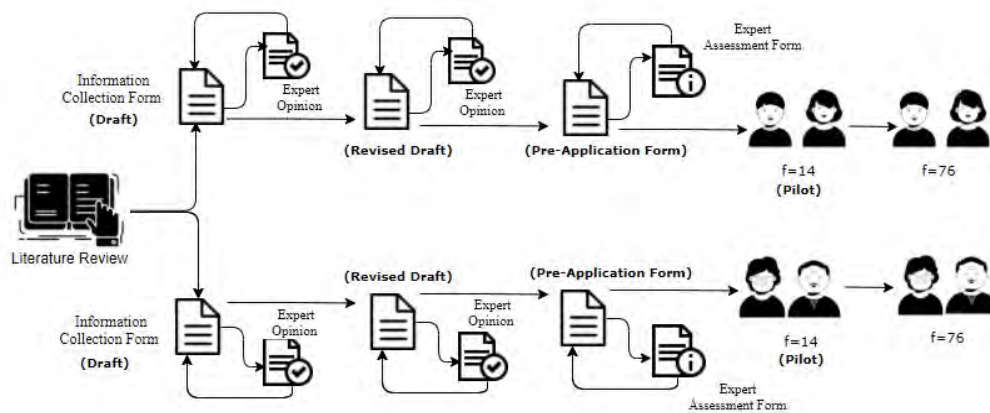 Expert
Assessment Form
Information
Collection Form
(Draft)
Expert
Opinion
Expert
Opinion
(Revised Draft)
(Pre-Application Form)
f=14
(Pilot)
f=76
Literature Review
(Revised Draft)
(Pre-Application Form)
Information
Collection Form
(Draft)
Expert
Opinion
Expert
Opinion
f=14
(Pilot)
f=76
Expert
Assessment Form